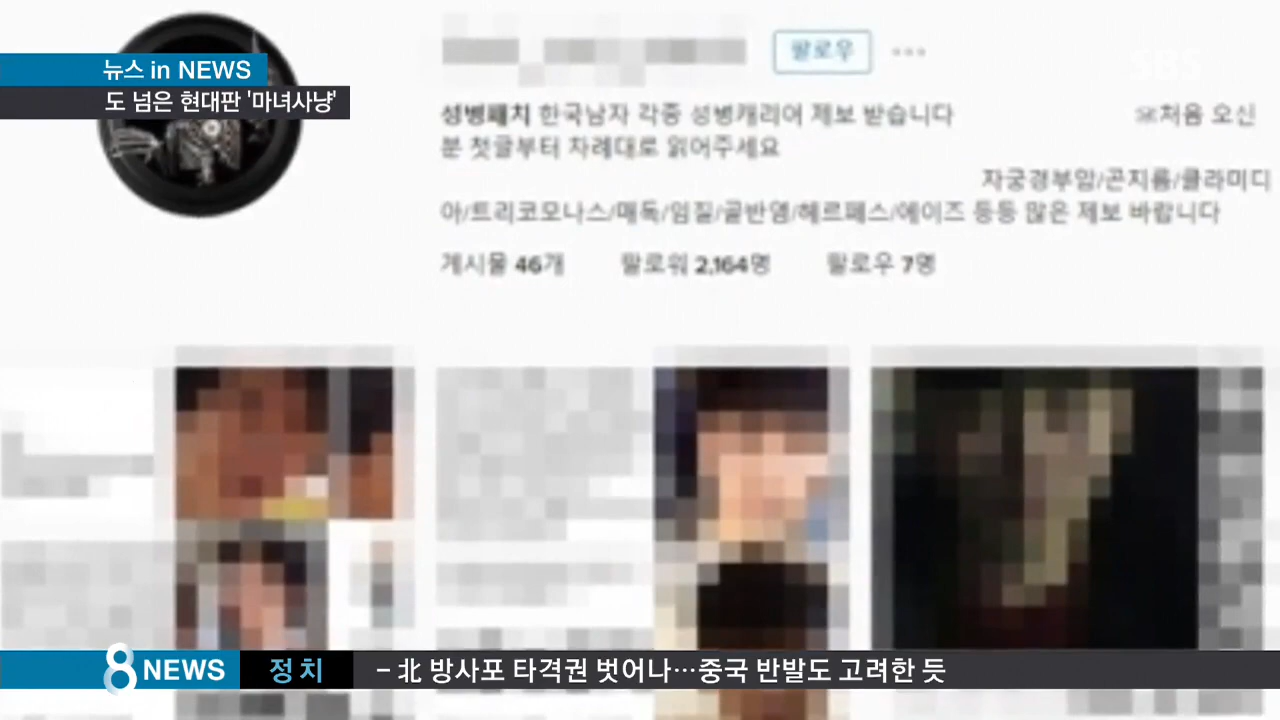 뉴스 in NEWS
도 넘은 현대판 '마녀사냥'
SBS
팔로우 •••
성병패치 한국남자 각종 성병캐리어 제보 받습니다 ※처음 오신
분 첫글부터 차례대로 읽어주세요
자궁경부암/곤지름/클라미디
아/트리코모나스/매독/임질/골반염/헤르페스/에이즈 등등 많은 제보 바랍니다
게시물 46개 팔로워 2,164명 팔로우 7명
8 NEWS 정치 - 北 방사포 타격권 벗어나…중국 반발도 고려한 듯